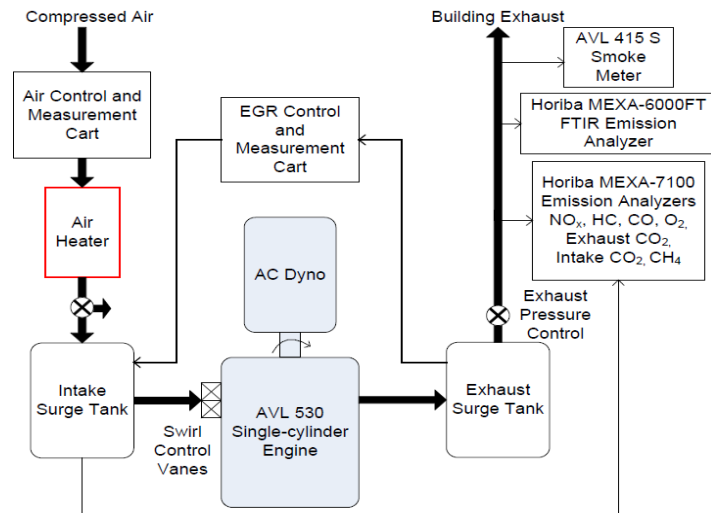 Compressed Air
Air Control and
Measurement
Cart
Air
Heater
Intake
Surge Tank
EGR Control
and
Measurement
Cart
AC Dyno
Swirl
Control
Vanes
AVL 530
Single-cylinder
Engine
Building Exhaust
AVL 415 S
Smoke
Meter
Horiba MEXA-6000FT
FTIR Emission
Analyzer
Horiba MEXA-7100
Emission Analyzers
NOₓ, HC, CO, O₂,
Exhaust CO₂,
Intake CO₂, CH₄
Exhaust
Pressure
Control
Exhaust
Surge Tank